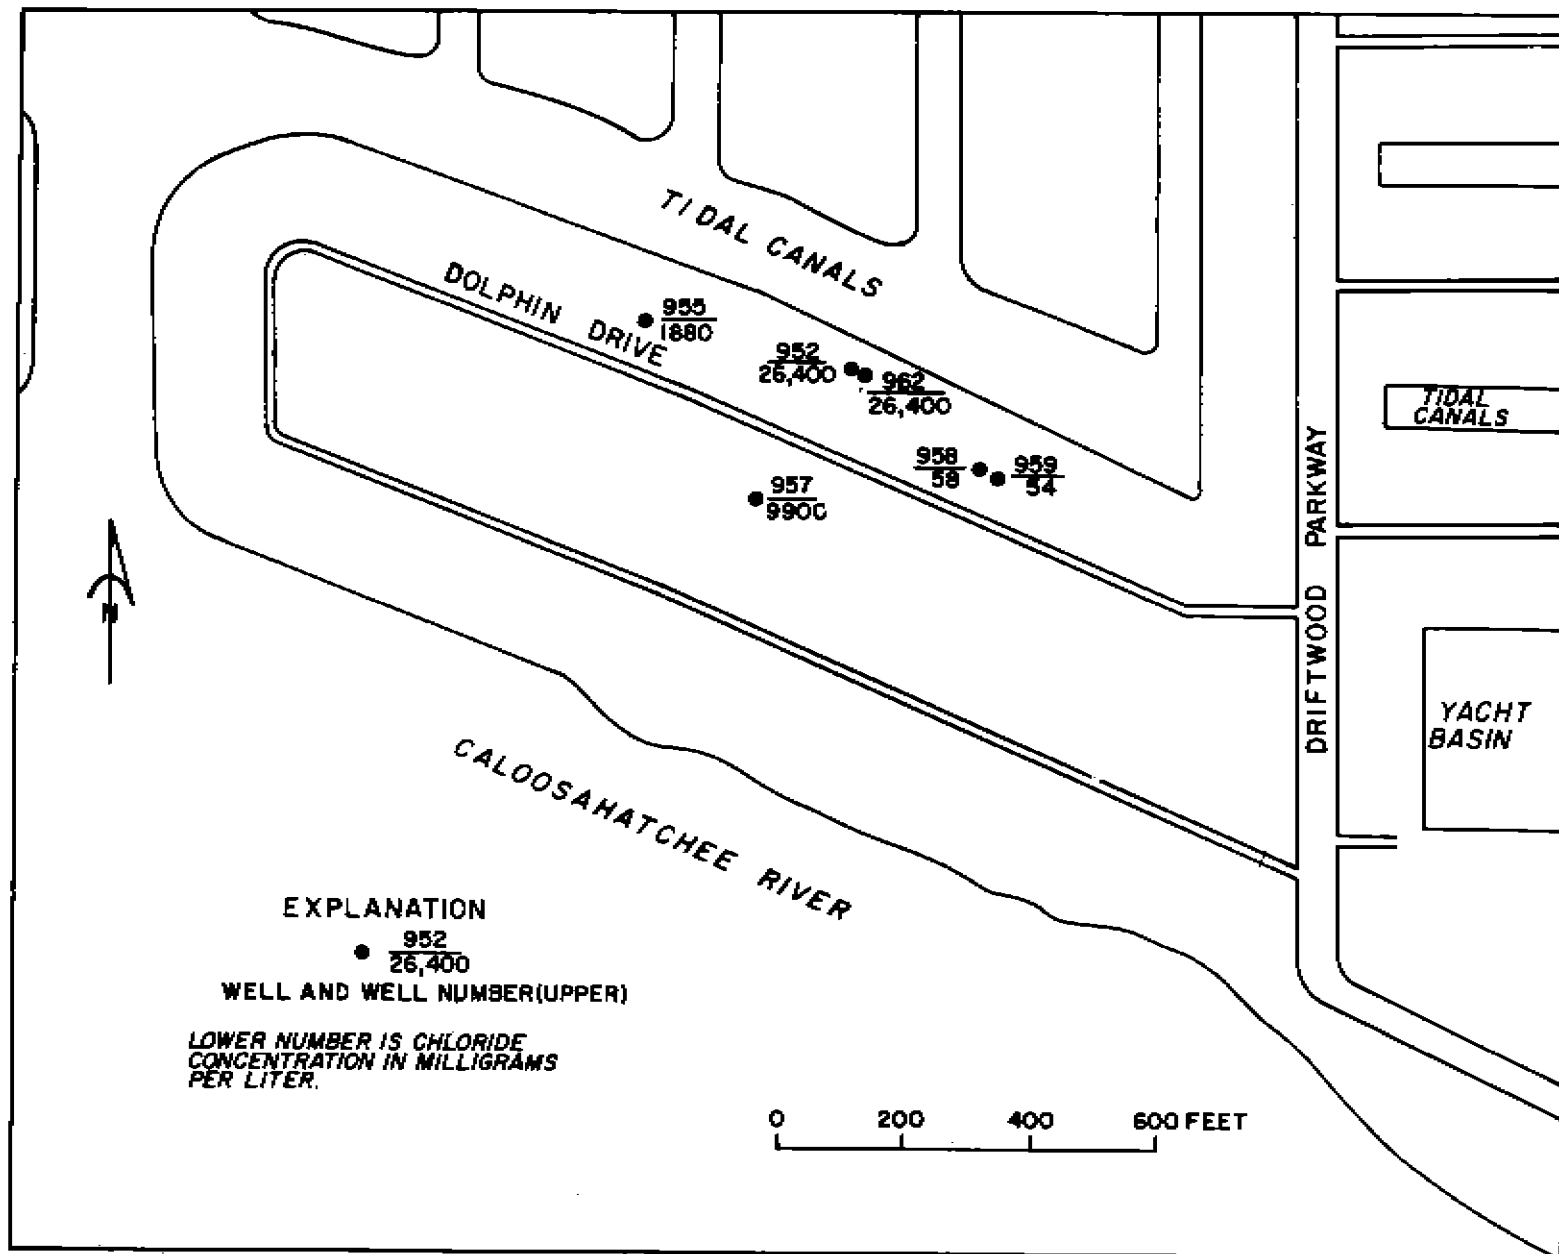 TIDAL CANALS
DOLPHIN DRIVE
955
1880
952
26,400
962
26,400
958
58
959
54
957
9900
TIDAL
CANALS
DRIFTWOOD PARKWAY
YACHT
BASIN
N
CALOOSAHATCHEE RIVER
EXPLANATION
952
26,400
WELL AND WELL NUMBER(UPPER)
LOWER NUMBER IS CHLORIDE
CONCENTRATION IN MILLIGRAMS
PER LITER.
0 200 400 600 FEET